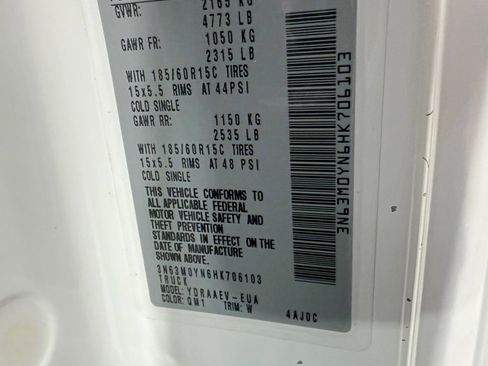 GVWR: 2165 KG
4773 LB
GAWR FR: 1050 KG
2315 LB
WITH 185/60R15C TIRES
15x5.5 RIMS AT 44PSI
COLD SINGLE
GAWR RR: 1150 KG
2535 LB
WITH 185/60R15C TIRES
15x5.5 RIMS AT 48 PSI
COLD SINGLE
THIS VEHICLE CONFORMS TO
ALL APPLICABLE FEDERAL
MOTOR VEHICLE SAFETY AND
THEFT PREVENTION
STANDARDS IN EFFECT ON THE
DATE OF MANUFACTURE
SHOWN ABOVE.
3N63M0YN6HK706103
TRUCK
MODEL: YDRAAEV-EUA
COLOR: QM1 TRIM: W 4AJ0C
3N63M0YN6HK706103